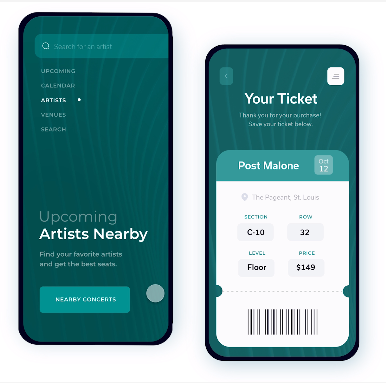 Search for an artist
UPCOMING
CALENDAR
ARTISTS
VENUES
SEARCH
Upcoming
Artists Nearby
Find your favorite artists
and get the best seats.
NEARBY CONCERTS
Your Ticket
Thank you for your purchase!
Save your ticket below.
Post Malone
Oct
12
The Pageant, St. Louis
SECTION
ROW
C-10
32
LEVEL
PRICE
Floor
$149